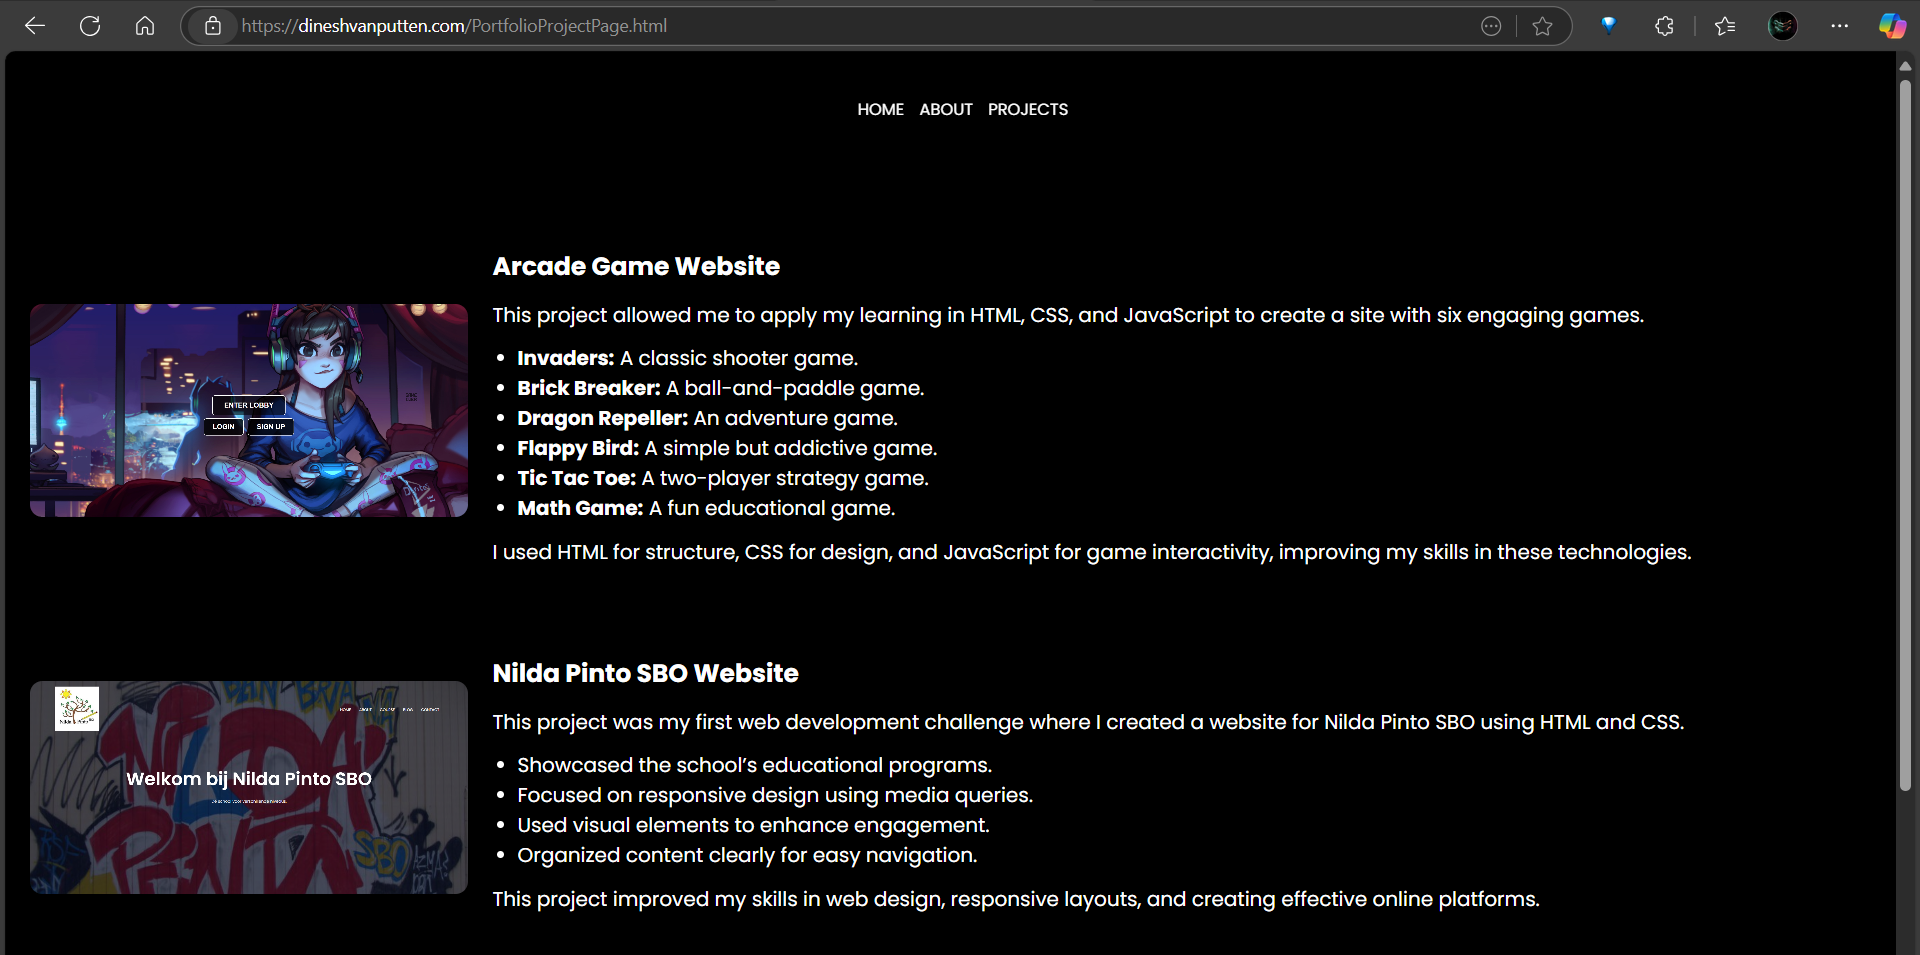 https://dineshvanputten.com/PortfolioProjectPage.html
HOME ABOUT PROJECTS
Arcade Game Website
This project allowed me to apply my learning in HTML, CSS, and JavaScript to create a site with six engaging games.
• Invaders: A classic shooter game.
• Brick Breaker: A ball-and-paddle game.
• Dragon Repeller: An adventure game.
• Flappy Bird: A simple but addictive game.
• Tic Tac Toe: A two-player strategy game.
• Math Game: A fun educational game.
I used HTML for structure, CSS for design, and JavaScript for game interactivity, improving my skills in these technologies.
ENTER LOBBY
LOGIN SIGN UP
Nilda Pinto SBO Website
This project was my first web development challenge where I created a website for Nilda Pinto SBO using HTML and CSS.
• Showcased the school’s educational programs.
• Focused on responsive design using media queries.
• Used visual elements to enhance engagement.
• Organized content clearly for easy navigation.
This project improved my skills in web design, responsive layouts, and creating effective online platforms.
HOME ABOUT COURSE BLOG CONTACT
Welkom bij Nilda Pinto SBO
NILDA
PINTA
SBO